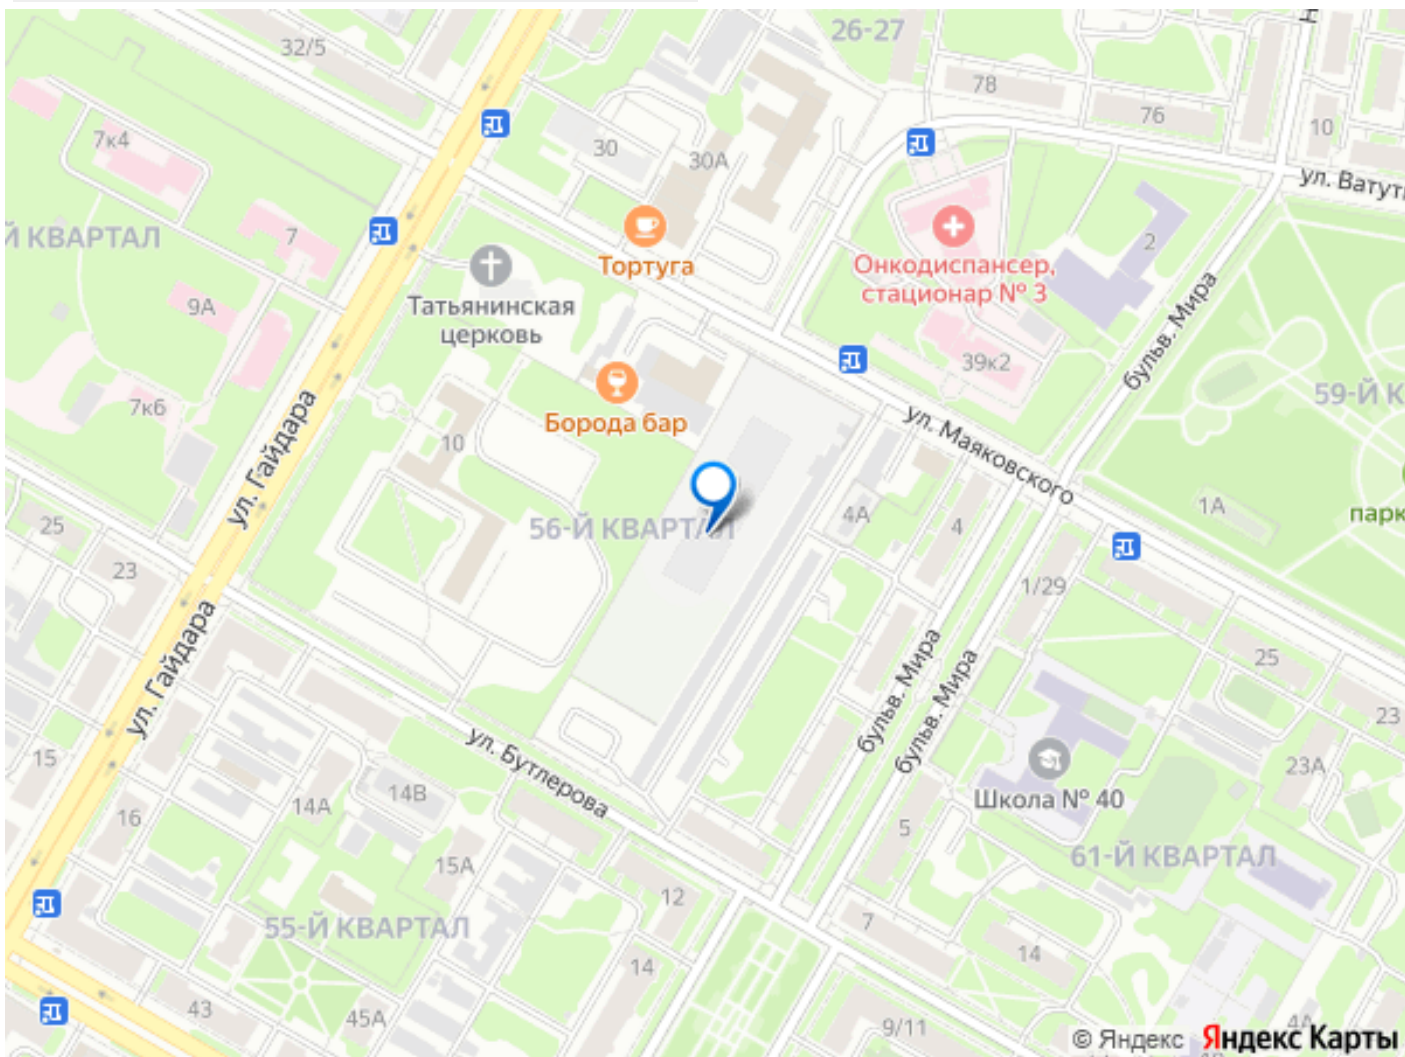 26-27
32/5
78
76
10
7к4
30
30А
ул. Ватут
Й КВАРТАЛ
7
2
Тортуга
Онкодиспансер,
стационар № 3
Татьянинская
церковь
9А
бульв. Мира
39к2
59-Й К
7к6
Борода бар
10
ул. Гайдара
ул. Маяковского
1А
парк
25
56-Й КВАРТАЛ
4А
4
23
1/29
ул. Гайдара
бульв. Мира
бульв. Мира
25
23
15
ул. Бутлерова
23А
14А
14В
Школа № 40
16
5
15А
61-Й КВАРТАЛ
12
55-Й КВАРТАЛ
7
14
14
43
45А
9/11
4А
© Яндекс Яндекс Карты